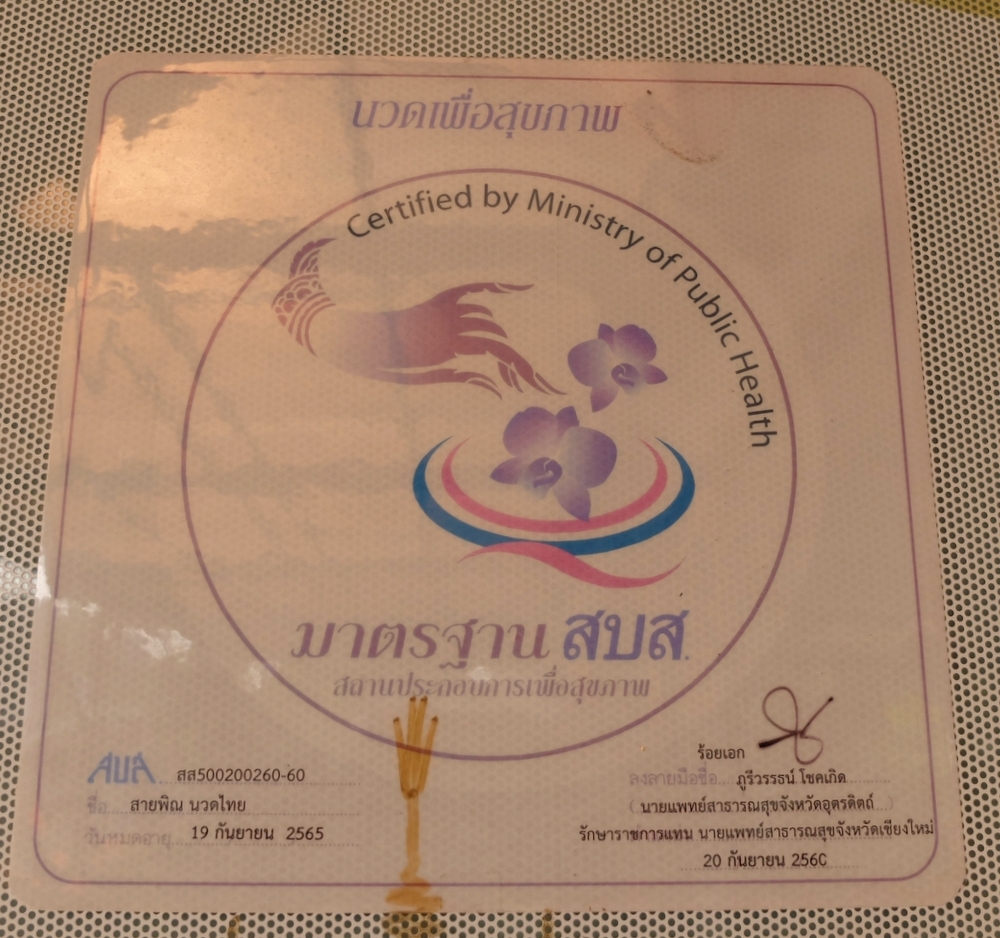 นวดเพื่อสุขภาพ
Certified by Ministry of Public Health
มาตรฐาน สบส.
สถานประกอบการเพื่อสุขภาพ
สบส สส500200260-60
ชื่อ สายพิณ นวดไทย
วันหมดอายุ 19 กันยายน 2565
ร้อยเอก
ลงลายมือชื่อ ภูรีวรรธน์ โชคเกิด
( นายแพทย์สาธารณสุขจังหวัดอุตรดิตถ์ )
รักษาราชการแทน นายแพทย์สาธารณสุขจังหวัดเชียงใหม่
20 กันยายน 2560